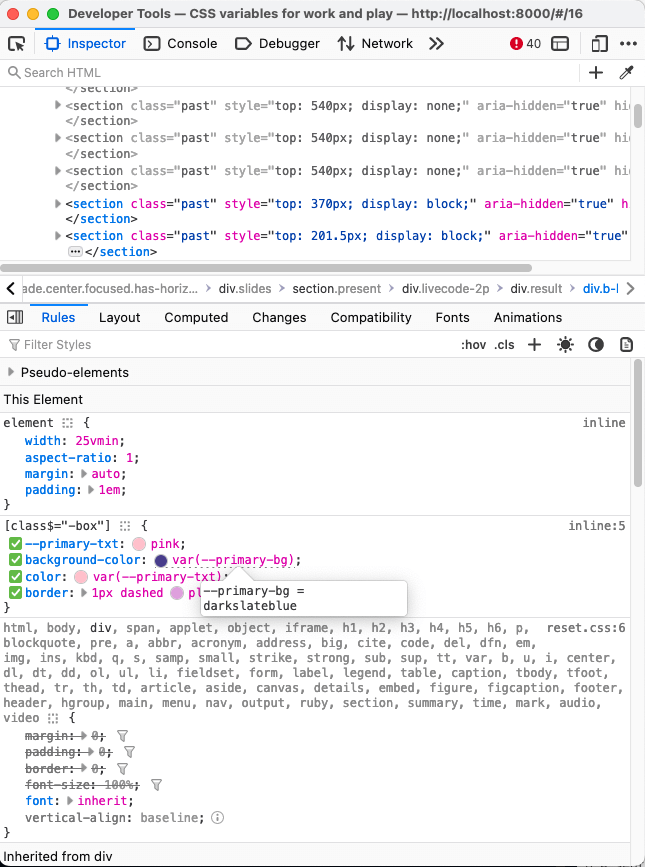 Developer Tools — CSS variables for work and play — http://localhost:8000/#/16
Inspector Console Debugger Network 40
Search HTML
</section>
<section class="past" style="top: 540px; display: none;" aria-hidden="true" hid
</section>
<section class="past" style="top: 540px; display: none;" aria-hidden="true" hid
</section>
<section class="past" style="top: 540px; display: none;" aria-hidden="true" hid
</section>
<section class="past" style="top: 370px; display: block;" aria-hidden="true" h
</section>
<section class="past" style="top: 201.5px; display: block;" aria-hidden="true"
</section>
ade.center.focused.has-horiz… div.slides section.present div.livecode-2p div.result div.b-l
Rules Layout Computed Changes Compatibility Fonts Animations
Filter Styles :hov .cls
Pseudo-elements
This Element
element { inline
width: 25vmin;
aspect-ratio: 1;
margin: auto;
padding: 1em;
}
[class$="-box"] { inline:5
--primary-txt: pink;
background-color: var(--primary-bg);
color: var(--primary-txt);
border: 1px dashed pl
--primary-bg =
darkslateblue
}
html, body, div, span, applet, object, iframe, h1, h2, h3, h4, h5, h6, p, reset.css:6
blockquote, pre, a, abbr, acronym, address, big, cite, code, del, dfn, em,
img, ins, kbd, q, s, samp, small, strike, strong, sub, sup, tt, var, b, u, i, center,
dl, dt, dd, ol, ul, li, fieldset, form, label, legend, table, caption, tbody, tfoot,
thead, tr, th, td, article, aside, canvas, details, embed, figure, figcaption, footer,
header, hgroup, main, menu, nav, output, ruby, section, summary, time, mark, audio,
video {
margin: 0;
padding: 0;
border: 0;
font-size: 100%;
font: inherit;
vertical-align: baseline;
}
Inherited from div